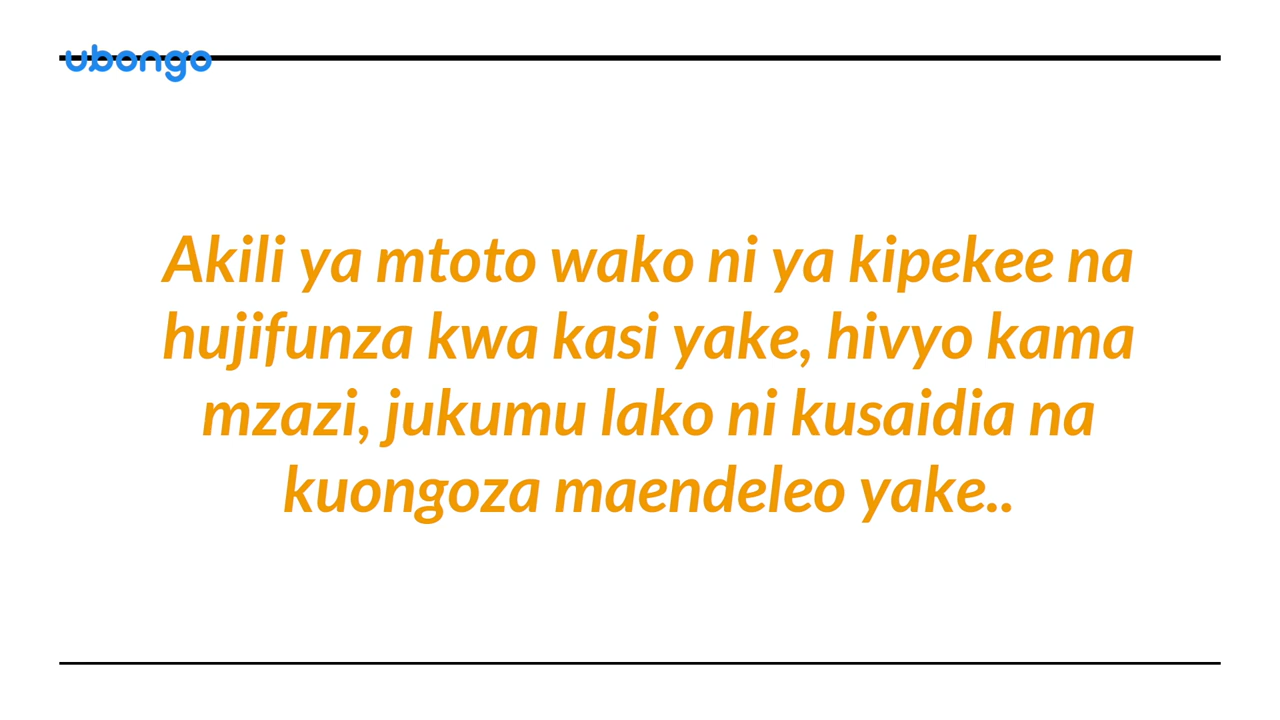 ubongo
Akili ya mtoto wako ni ya kipekee na
hujifunza kwa kasi yake, hivyo kama
mzazi, jukumu lako ni kusaidia na
kuongoza maendeleo yake..